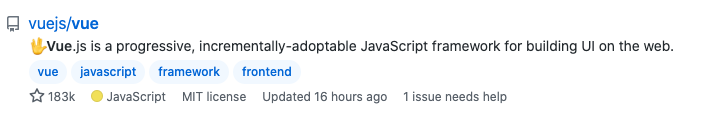 vuejs/vue
🖖Vue.js is a progressive, incrementally-adoptable JavaScript framework for building UI on the web.
vue javascript framework frontend
183k JavaScript MIT license Updated 16 hours ago 1 issue needs help